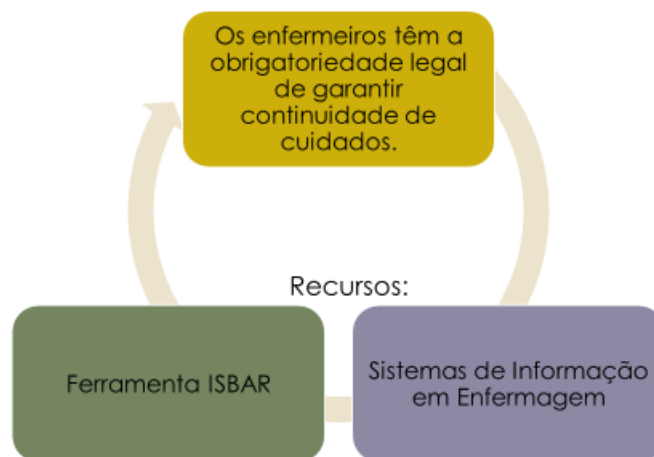 Os enfermeiros têm a
obrigatoriedade legal
de garantir
continuidade de
cuidados.
Recursos:
Ferramenta ISBAR
Sistemas de Informação
em Enfermagem